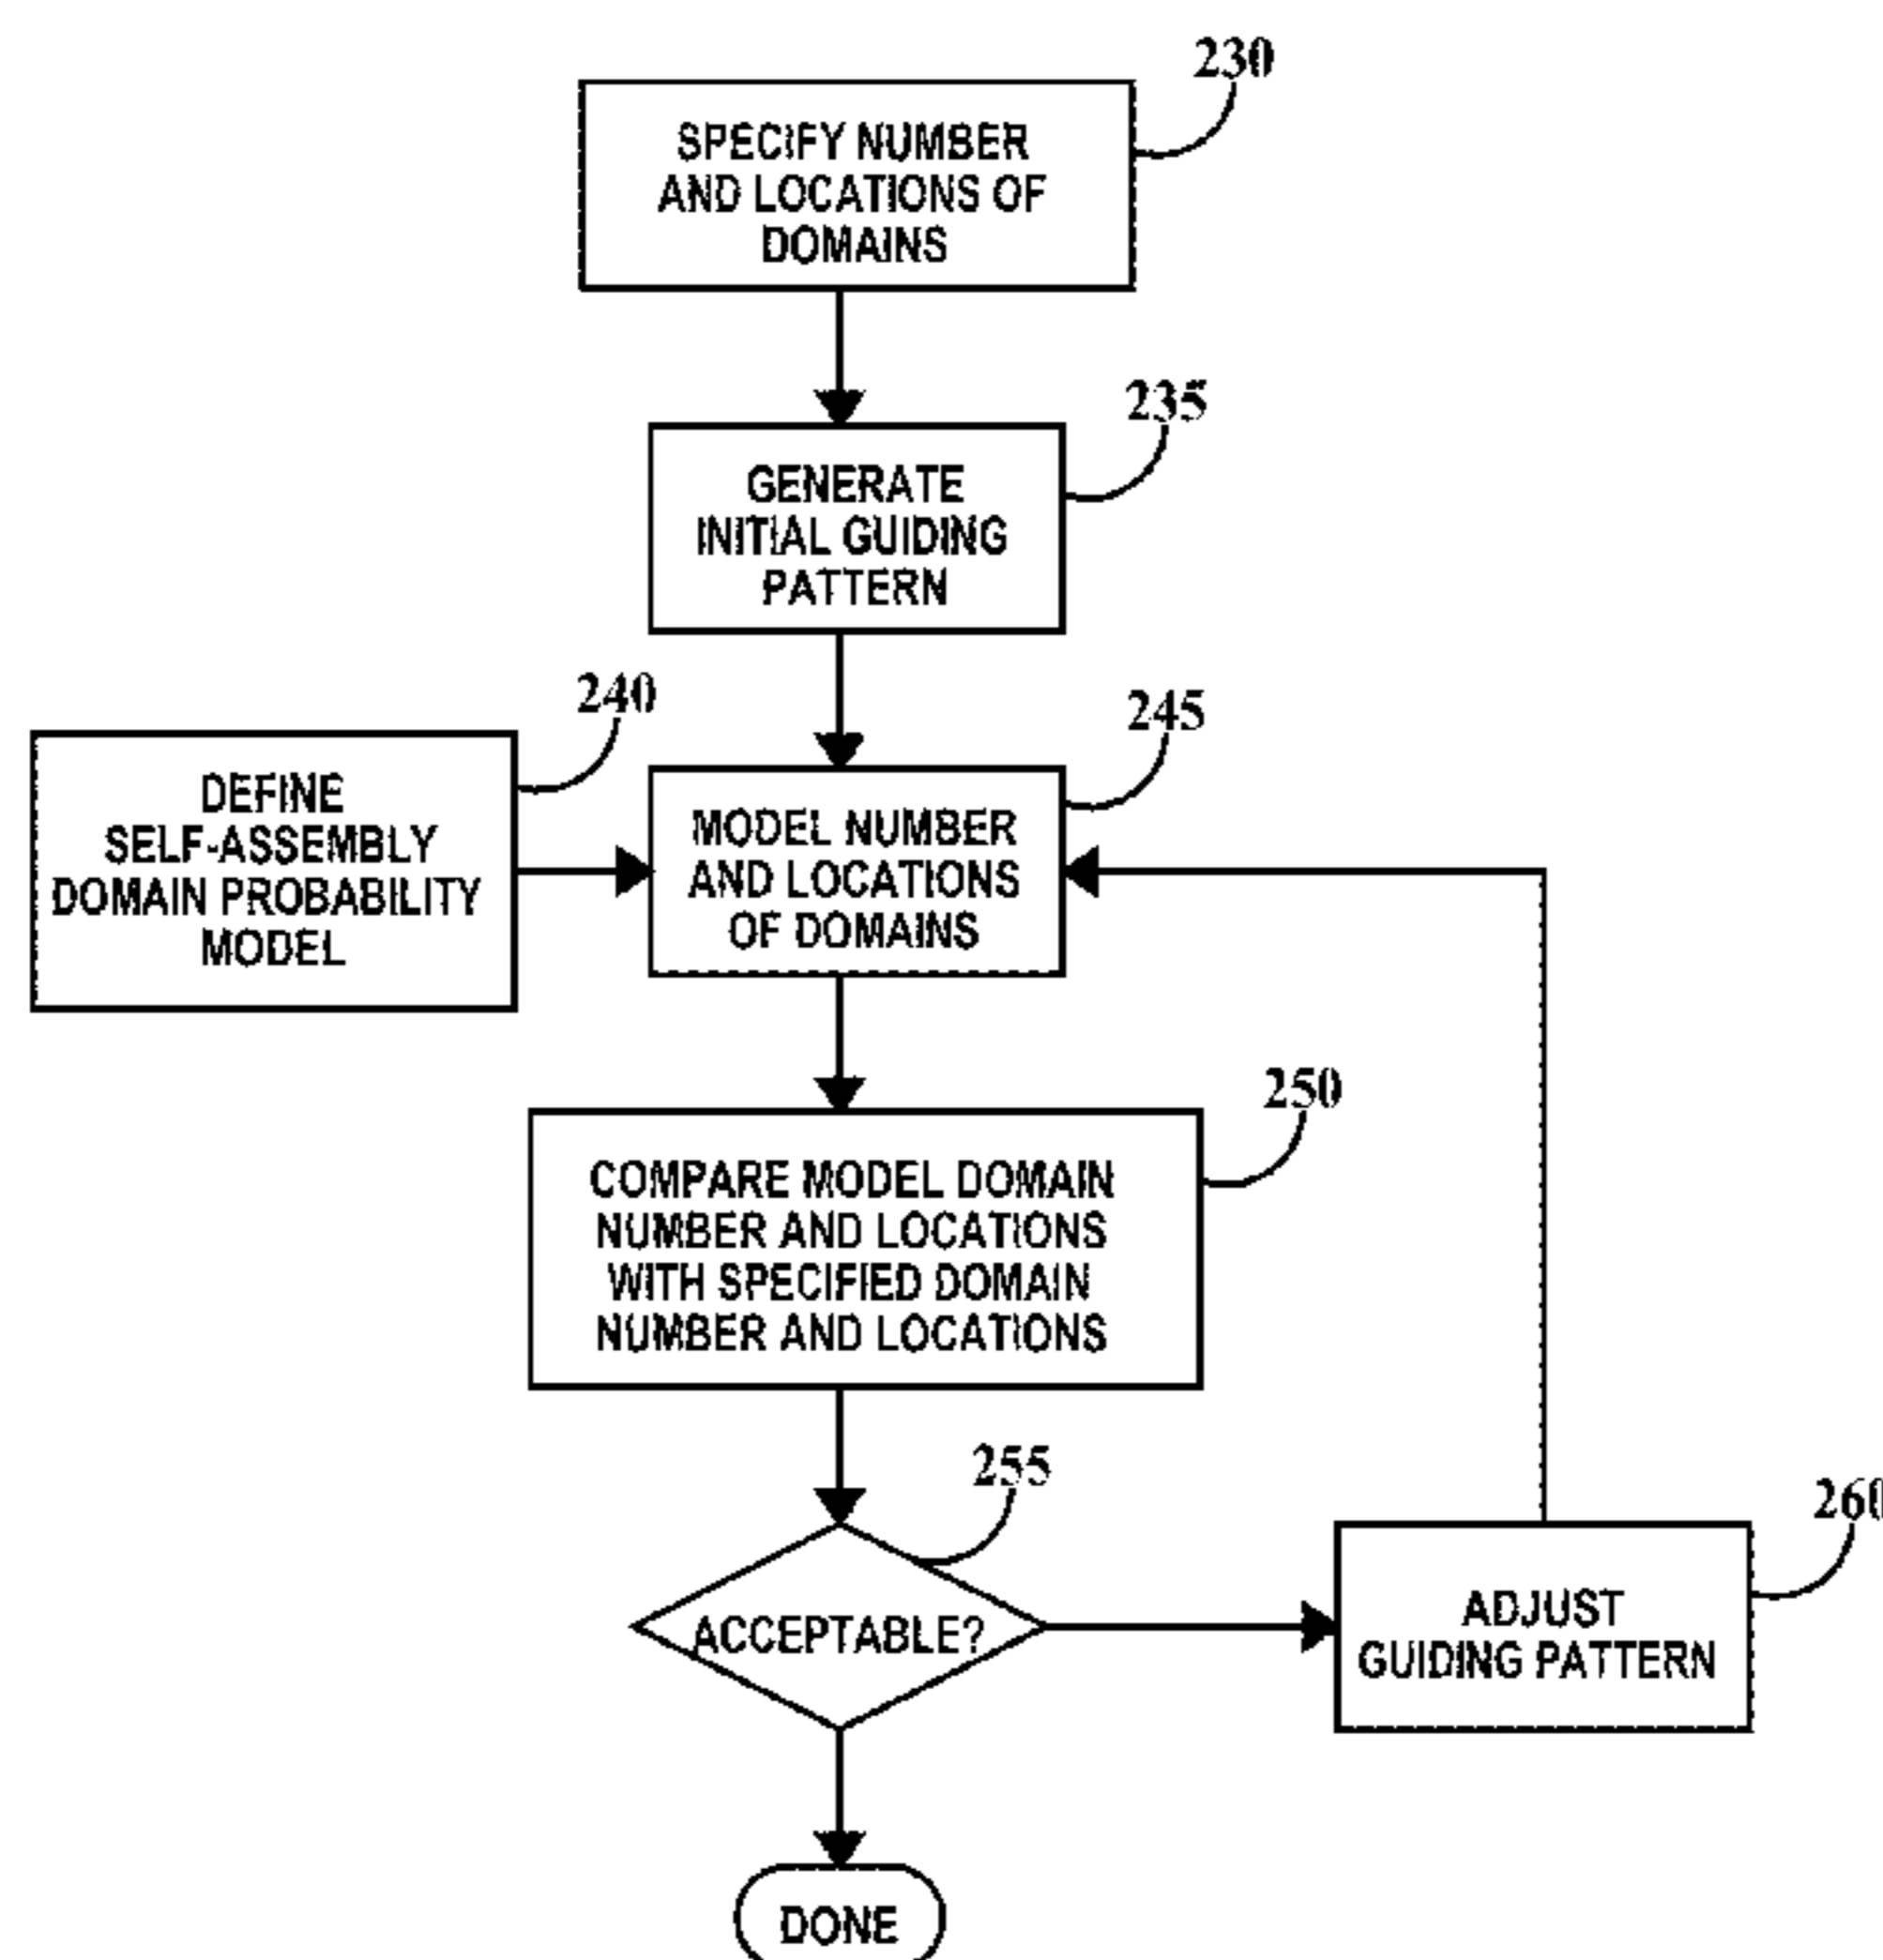 230
SPECIFY NUMBER
AND LOCATIONS OF
DOMAINS
235
GENERATE
INITIAL GUIDING
PATTERN
240
DEFINE
SELF-ASSEMBLY
DOMAIN PROBABILITY
MODEL
245
MODEL NUMBER
AND LOCATIONS
OF DOMAINS
250
COMPARE MODEL DOMAIN
NUMBER AND LOCATIONS
WITH SPECIFIED DOMAIN
NUMBER AND LOCATIONS
255
ACCEPTABLE?
260
ADJUST
GUIDING PATTERN
DONE